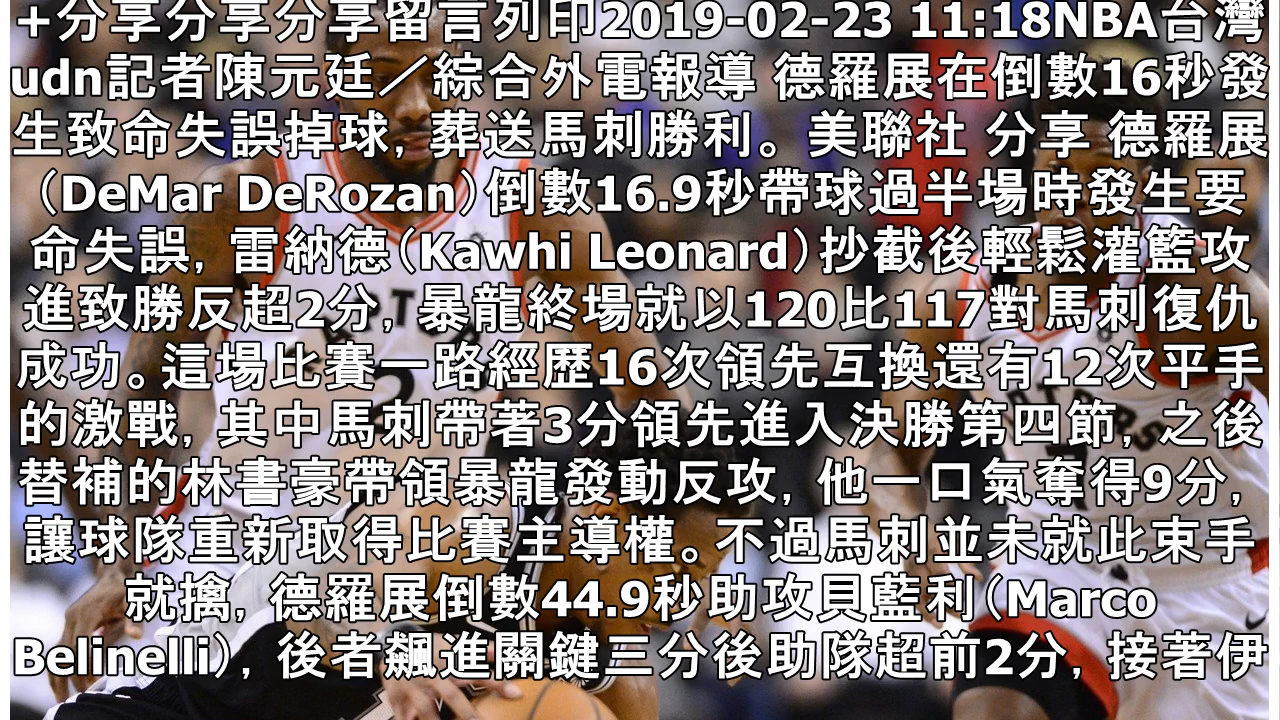 +分享分享分享留言列印2019-02-23 11:18NBA台灣
udn記者陳元廷／綜合外電報導 德羅展在倒數16秒發
生致命失誤掉球，葬送馬刺勝利。美聯社 分享 德羅展
（DeMar DeRozan）倒數16.9秒帶球過半場時發生要
命失誤，雷納德（Kawhi Leonard）抄截後輕鬆灌籃攻
進致勝反超2分，暴龍終場就以120比117對馬刺復仇
成功。這場比賽一路經歷16次領先互換還有12次平手
的激戰，其中馬刺帶著3分領先進入決勝第四節，之後
替補的林書豪帶領暴龍發動反攻，他一口氣奪得9分，
讓球隊重新取得比賽主導權。不過馬刺並未就此束手
就擒，德羅展倒數44.9秒助攻貝藍利（Marco
Belinelli），後者飆進關鍵三分後助隊超前2分，接著伊